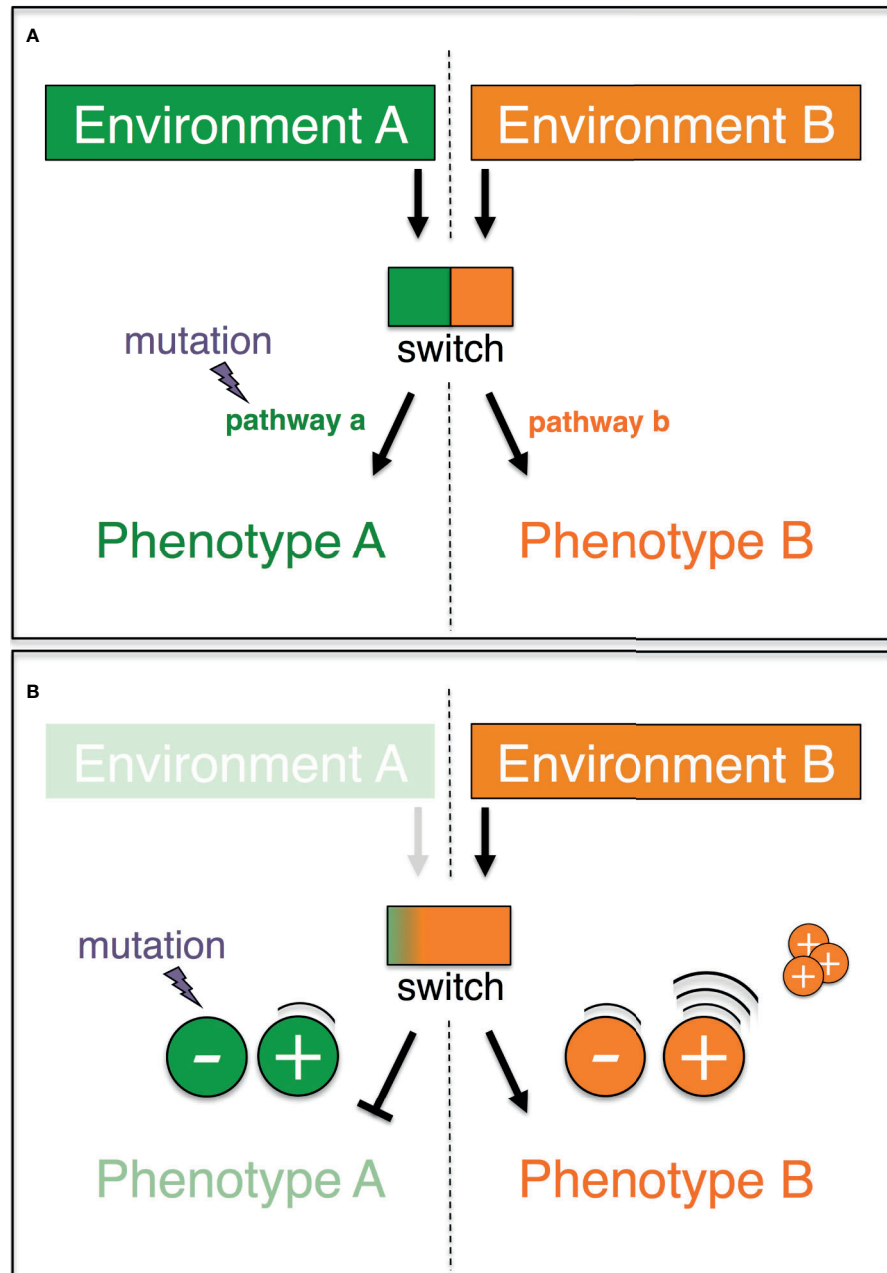 A
Environment A
Environment B
switch
mutation
pathway a
pathway b
Phenotype A
Phenotype B
B
Environment A
Environment B
mutation
switch
+
+
+
- +
- +
Phenotype A
Phenotype B